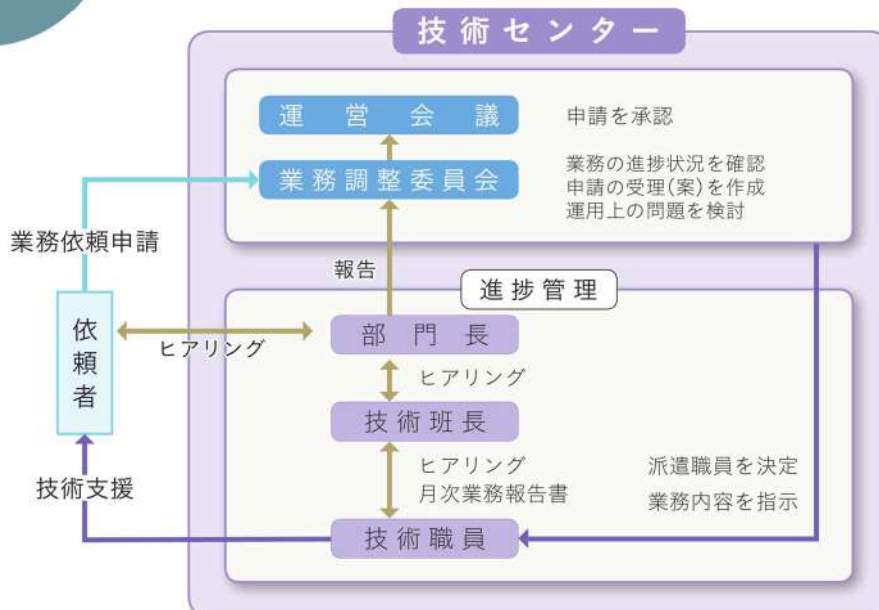 技術センター
運営会議
申請を承認
業務調整委員会
業務の進捗状況を確認
申請の受理(案)を作成
運用上の問題を検討
業務依頼申請
報告
進捗管理
依頼者
ヒアリング
部門長
ヒアリング
技術班長
ヒアリング
月次業務報告書
派遣職員を決定
業務内容を指示
技術支援
技術職員